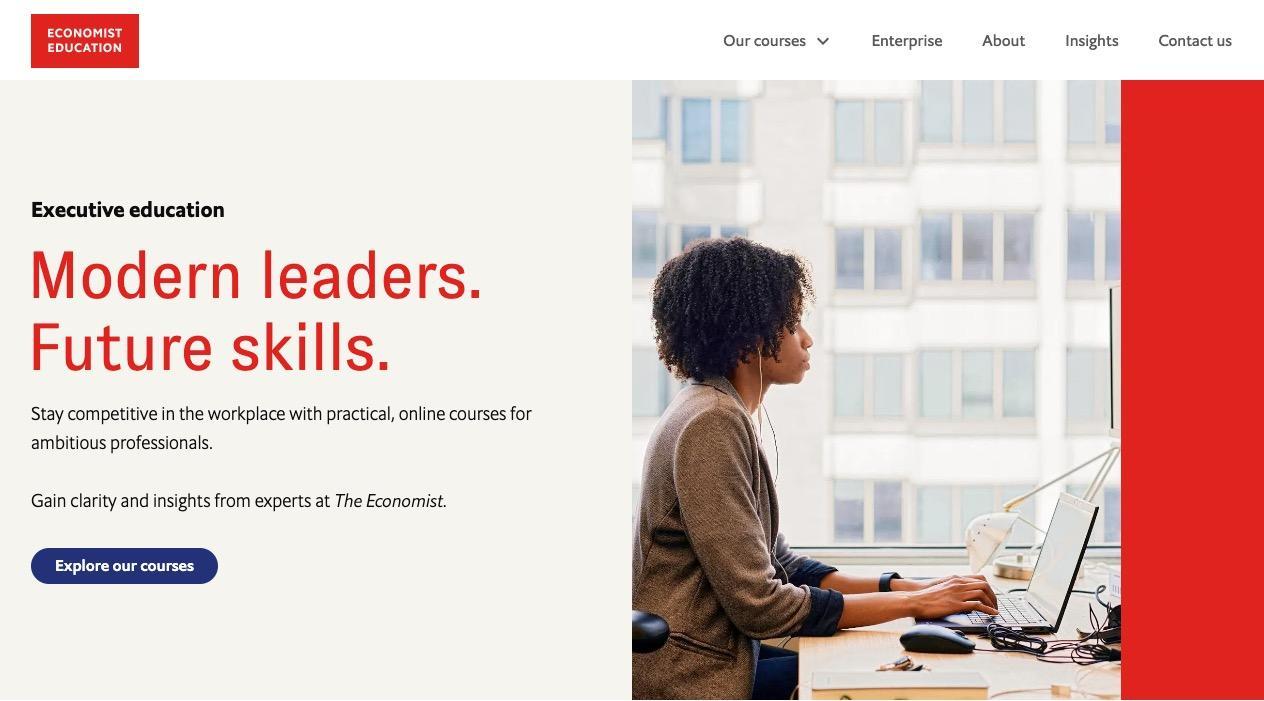 ECONOMIST
EDUCATION
Our courses
Enterprise
About
Insights
Contact us
Executive education
Modern leaders.
Future skills.
Stay competitive in the workplace with practical, online courses for
ambitious professionals.
Gain clarity and insights from experts at The Economist.
Explore our courses